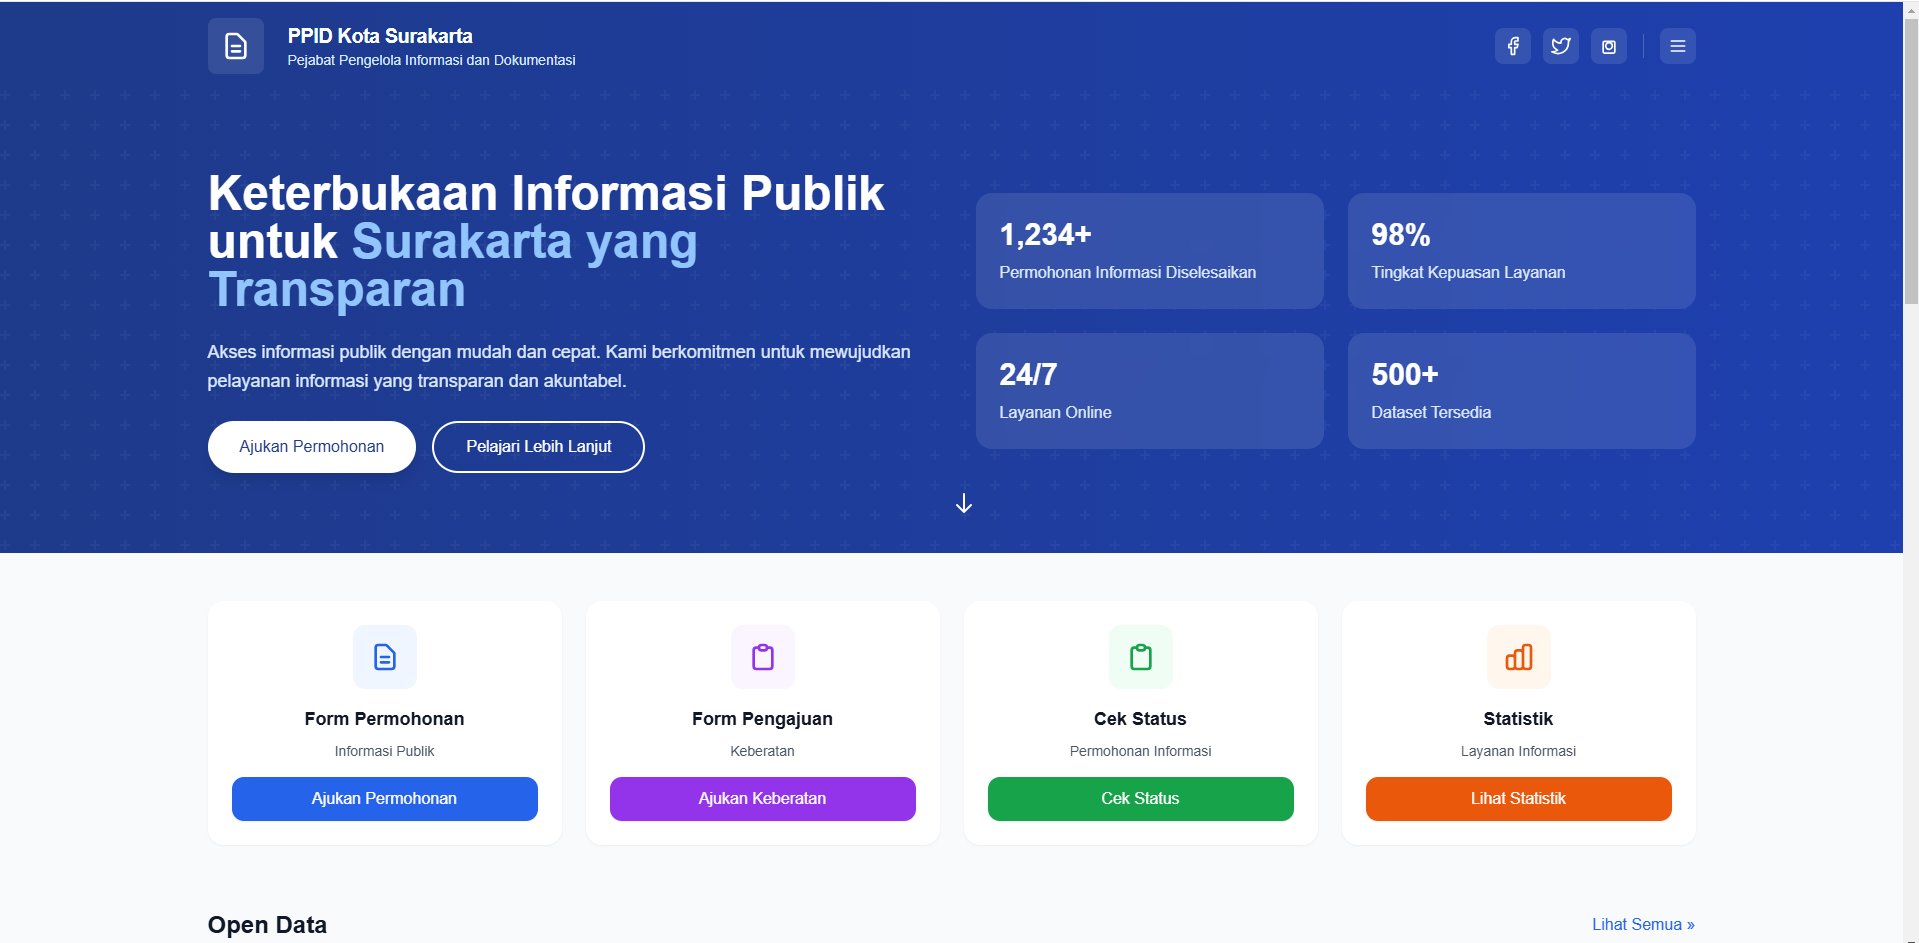 PPID Kota Surakarta
Pejabat Pengelola Informasi dan Dokumentasi
Keterbukaan Informasi Publik
untuk Surakarta yang
Transparan
Akses informasi publik dengan mudah dan cepat. Kami berkomitmen untuk mewujudkan
pelayanan informasi yang transparan dan akuntabel.
Ajukan Permohonan
Pelajari Lebih Lanjut
1,234+
Permohonan Informasi Diselesaikan
98%
Tingkat Kepuasan Layanan
24/7
Layanan Online
500+
Dataset Tersedia
Form Permohonan
Informasi Publik
Ajukan Permohonan
Form Pengajuan
Keberatan
Ajukan Keberatan
Cek Status
Permohonan Informasi
Cek Status
Statistik
Layanan Informasi
Lihat Statistik
Open Data
Lihat Semua »